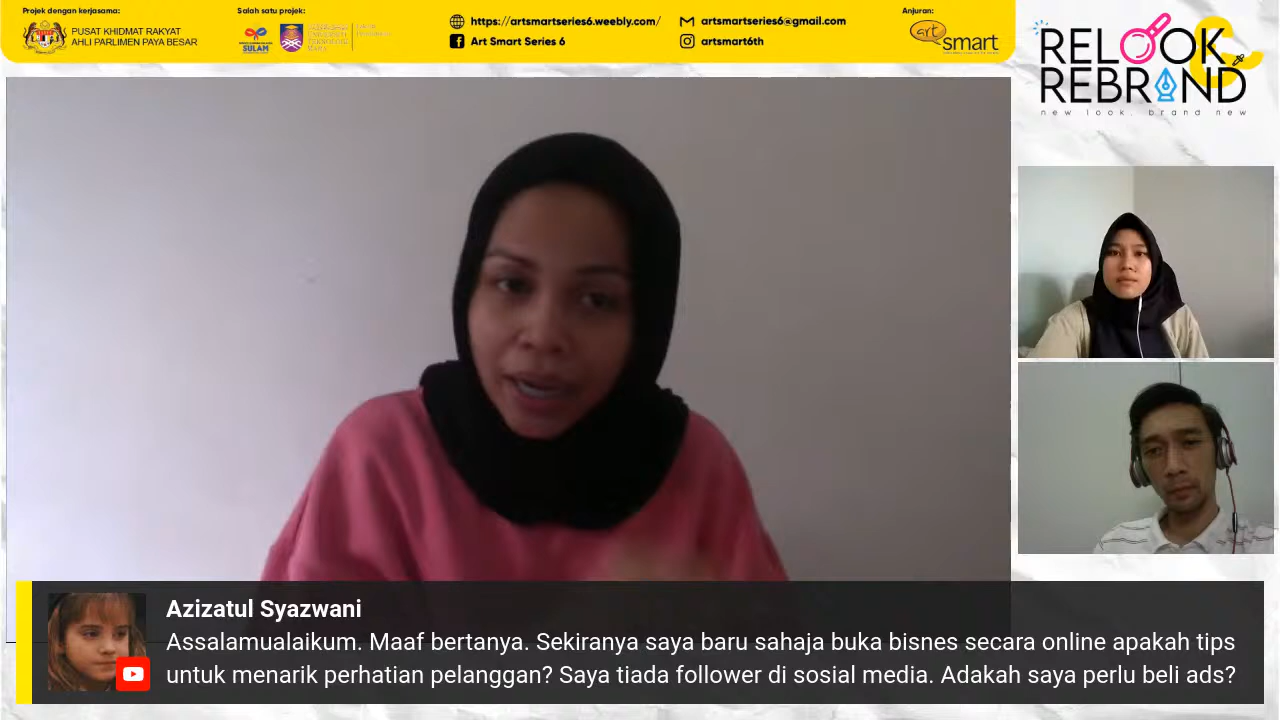 Projek dengan kerjasama:
PUSAT KHIDMAT RAKYAT
AHLI PARLIMEN PAYA BESAR
Salah satu projek:
SULAM
UNIVERSITI
TEKNOLOGI
MARA
https://artsmartseries6.weebly.com/
Art Smart Series 6
artsmartseries6@gmail.com
artsmart6th
Anjuran:
art
smart
RELOOK
REBRAND
new look, brand new
Azizatul Syazwani
Assalamualaikum. Maaf bertanya. Sekiranya saya baru sahaja buka bisnes secara online apakah tips
untuk menarik perhatian pelanggan? Saya tiada follower di sosial media. Adakah saya perlu beli ads?